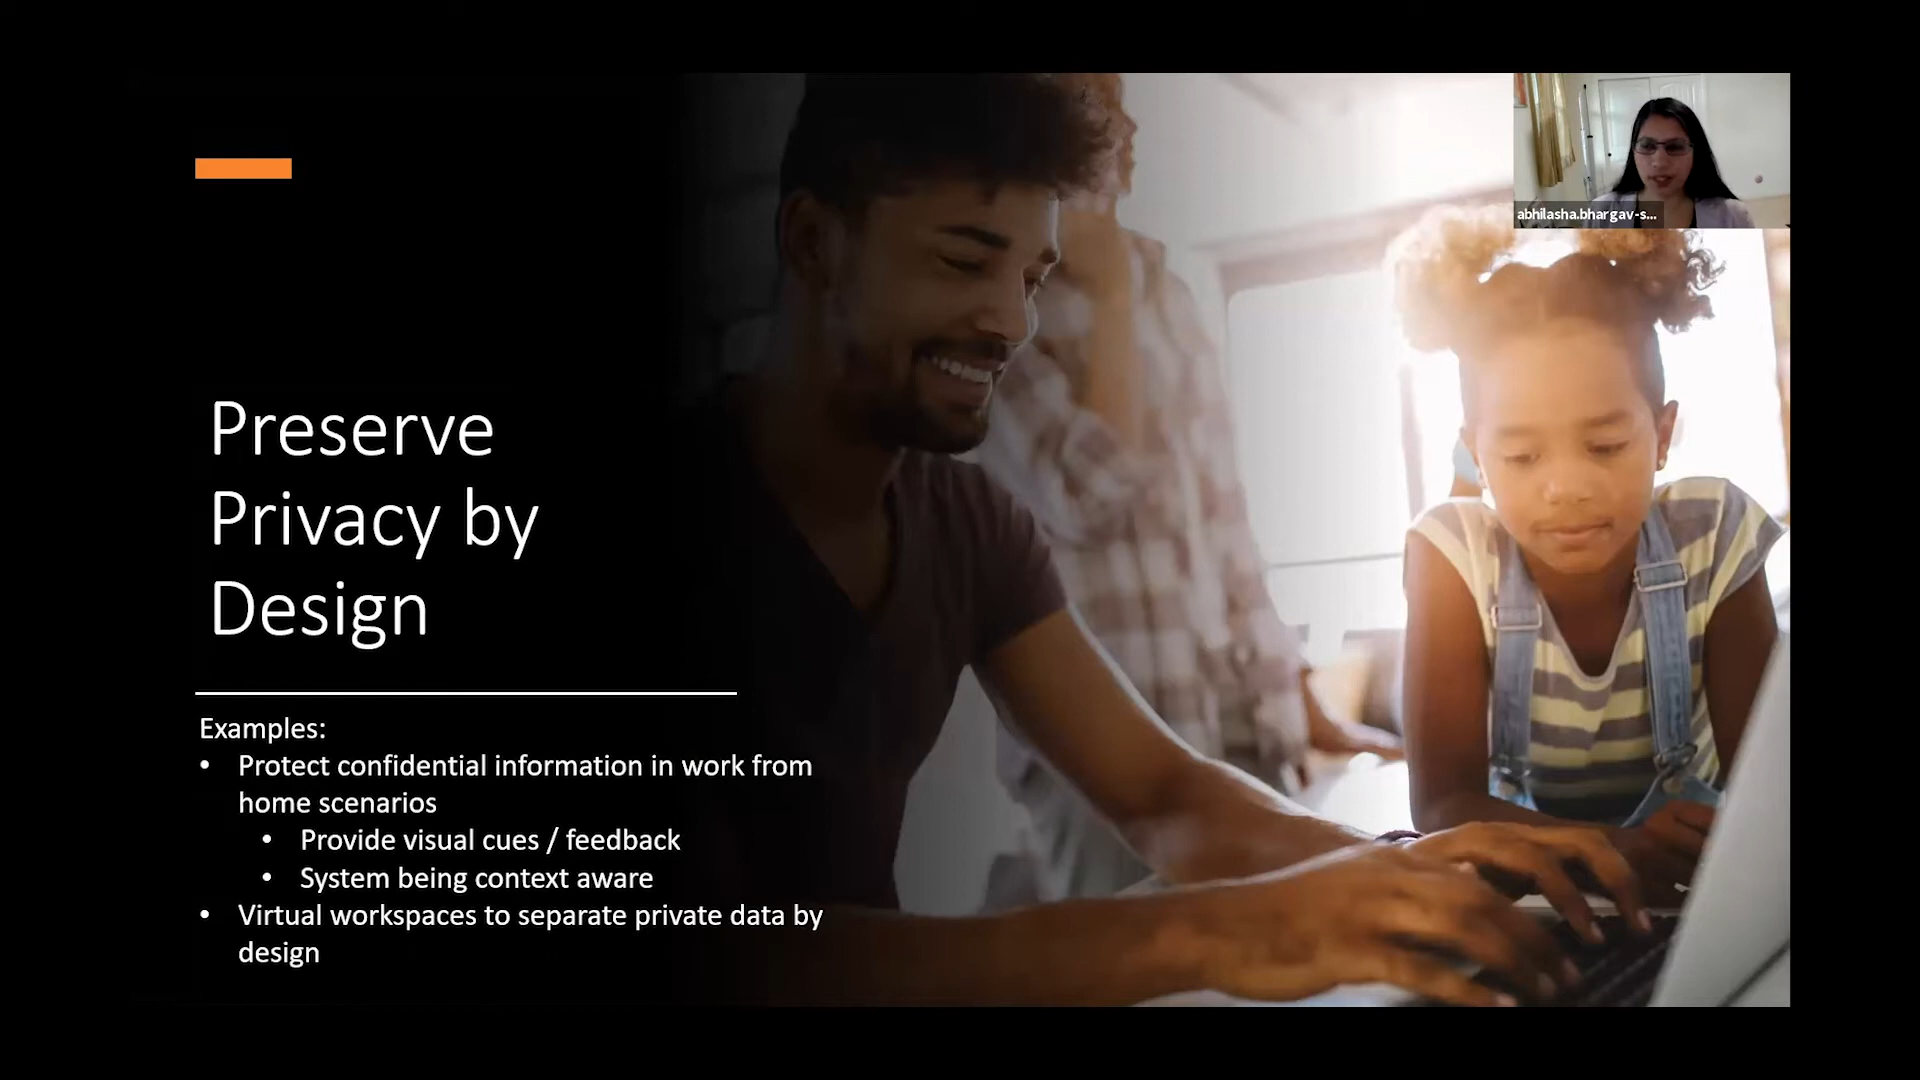 abhilasha.bhargav-s...
Preserve
Privacy by
Design
Examples:
• Protect confidential information in work from
home scenarios
• Provide visual cues / feedback
• System being context aware
• Virtual workspaces to separate private data by
design